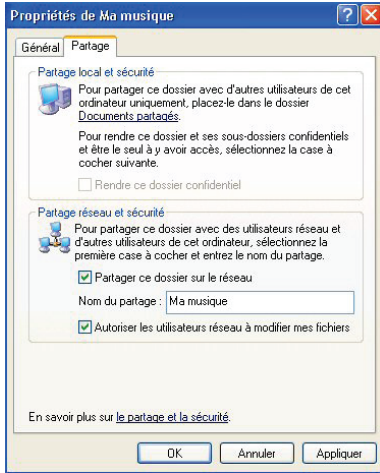 Propriétés de Ma musique
Général
Partage
Partage local et sécurité
Pour partager ce dossier avec d'autres utilisateurs de cet
ordinateur uniquement, placez-le dans le dossier
Documents partagés.
Pour rendre ce dossier et ses sous-dossiers confidentiels
et être le seul à y avoir accès, sélectionnez la case à
cocher suivante.
Rendre ce dossier confidentiel
Partage réseau et sécurité
Pour partager ce dossier avec des utilisateurs réseau et
d'autres utilisateurs de cet ordinateur, sélectionnez la
première case à cocher et entrez le nom du partage.
Partager ce dossier sur le réseau
Nom du partage : Ma musique
Autoriser les utilisateurs réseau à modifier mes fichiers
En savoir plus sur le partage et la sécurité.
OK
Annuler
Appliquer